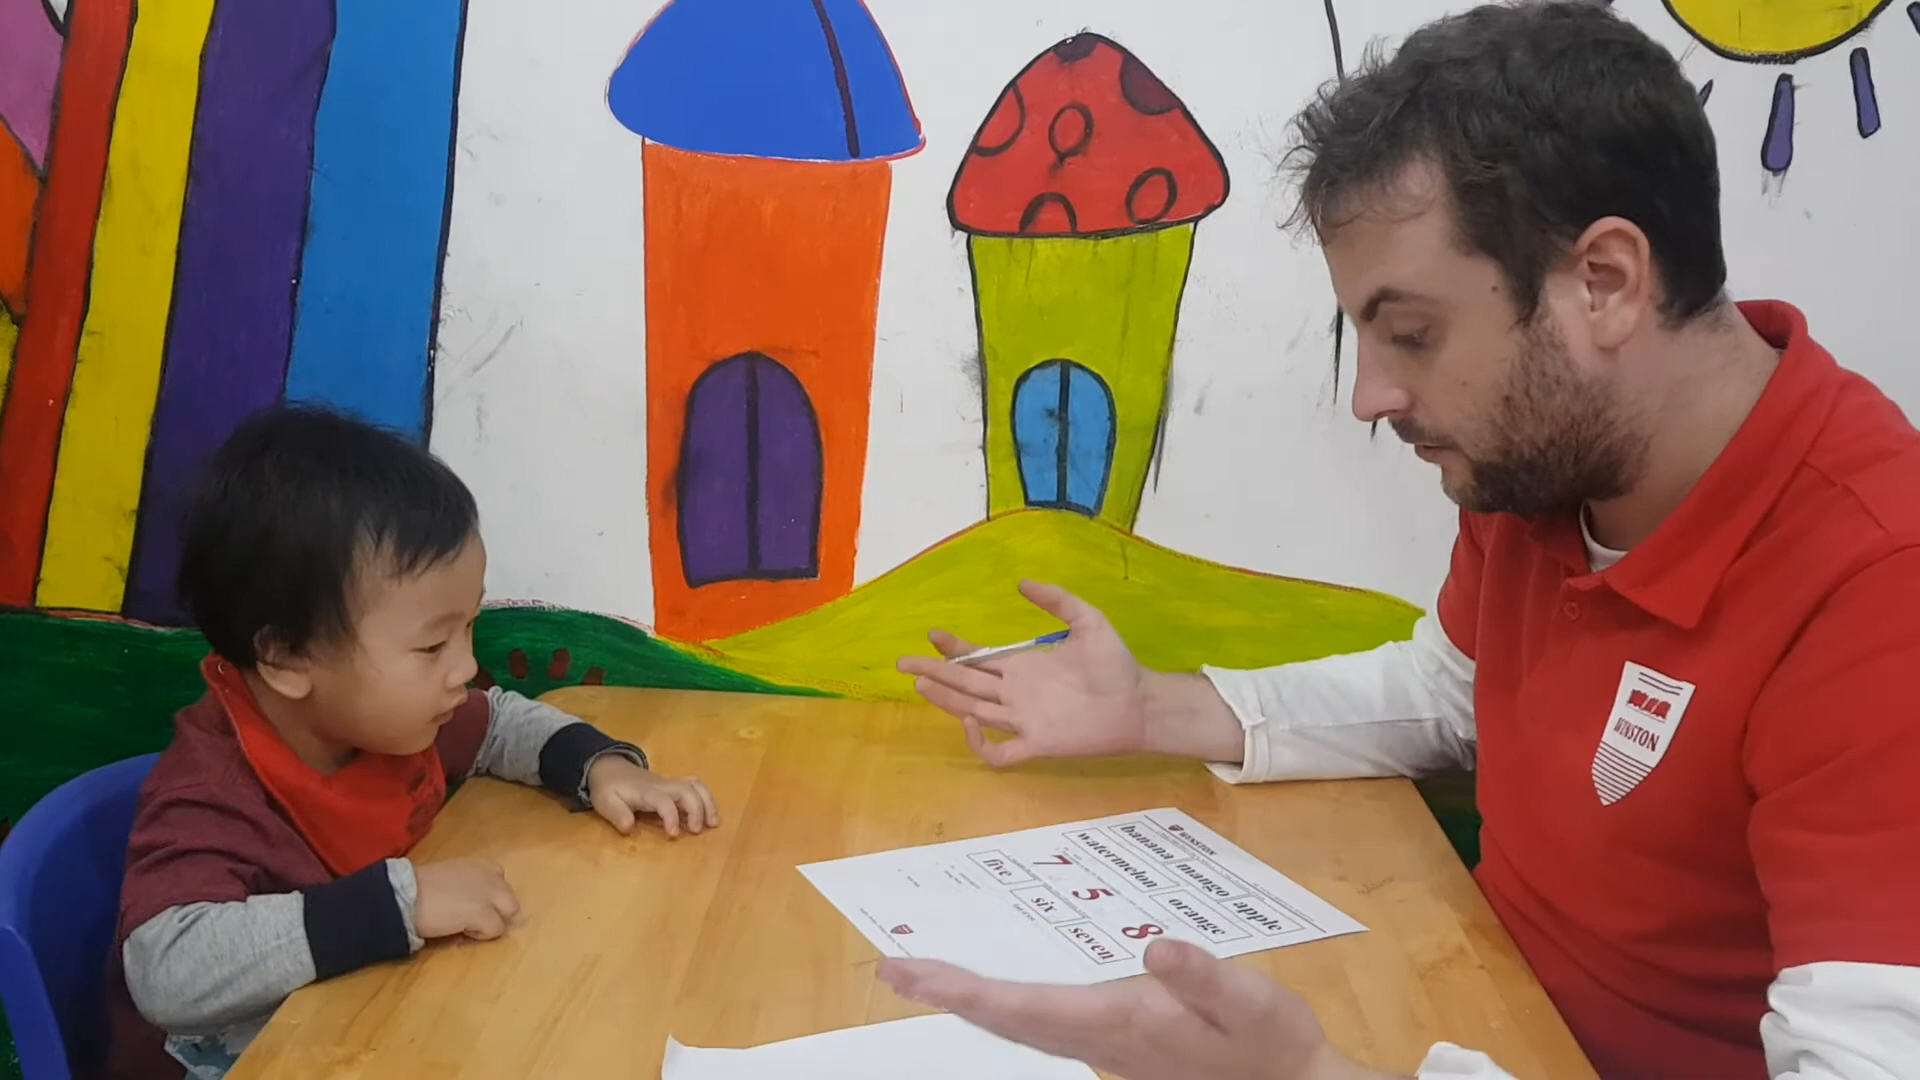 WINSTON
WINSTON
banana mango apple
watermelon orange
7 5 8
five six seven